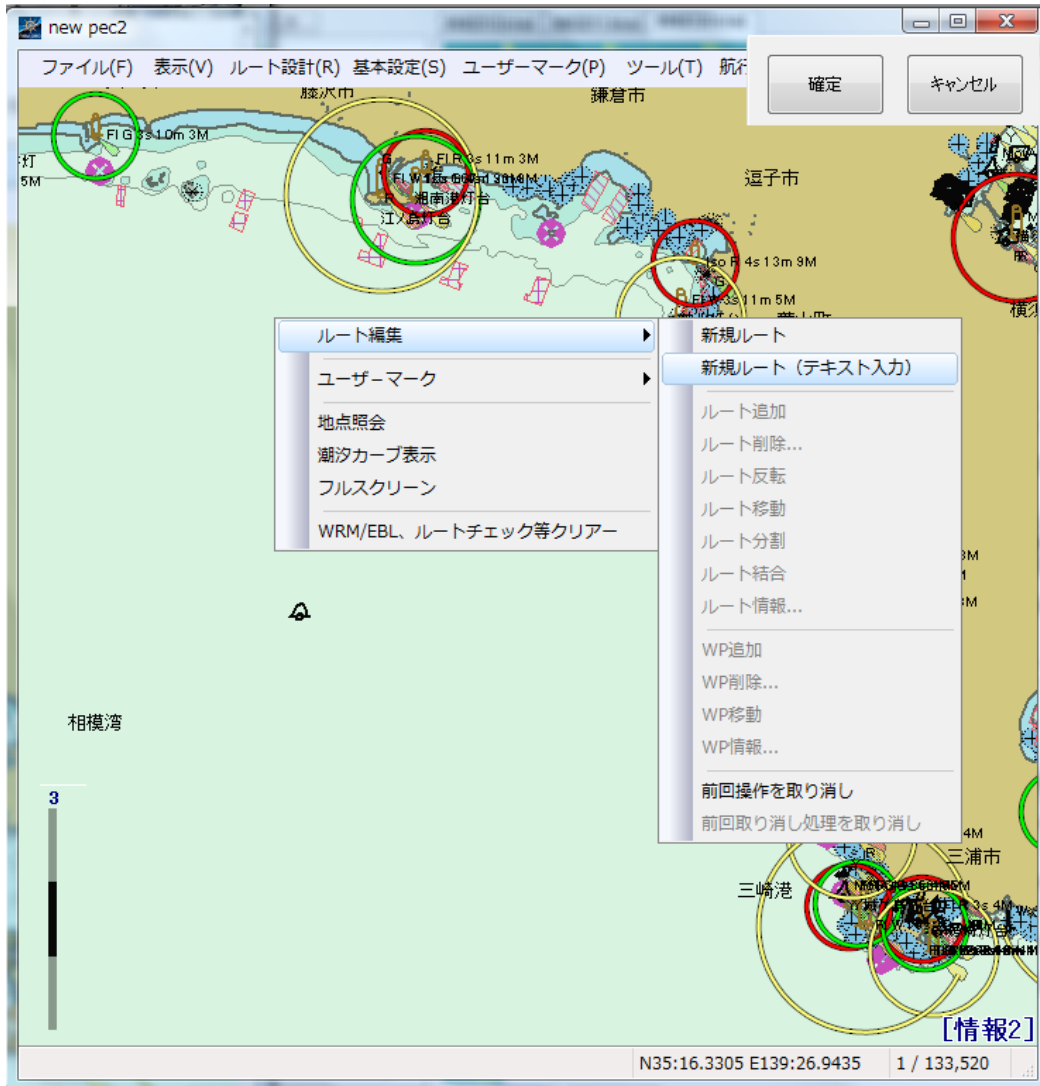 new pec2
ファイル(F) 表示(V) ルート設計(R) 基本設定(S) ユーザーマーク(P) ツール(T) 航行
確定 キャンセル
藤沢市 鎌倉市
Fl G 3s 10m 3M
灯
5M
Fl R 3s 11m 3M
湘南港灯台
江ノ島灯台
逗子市
Iso R 4s 13m 9M
Fl W 3s 11m 5M
ルート編集
ユーザーマーク
地点照会
潮汐カーブ表示
フルスクリーン
WRM/EBL、ルートチェック等クリアー
新規ルート
新規ルート（テキスト入力）
ルート追加
ルート削除...
ルート反転
ルート移動
ルート分割
ルート結合
ルート情報...
WP追加
WP削除...
WP移動
WP情報...
前回操作を取り消し
前回取り消し処理を取り消し
相模湾
3
4M
三浦市
三崎港
[情報2]
N35:16.3305 E139:26.9435 1 / 133,520